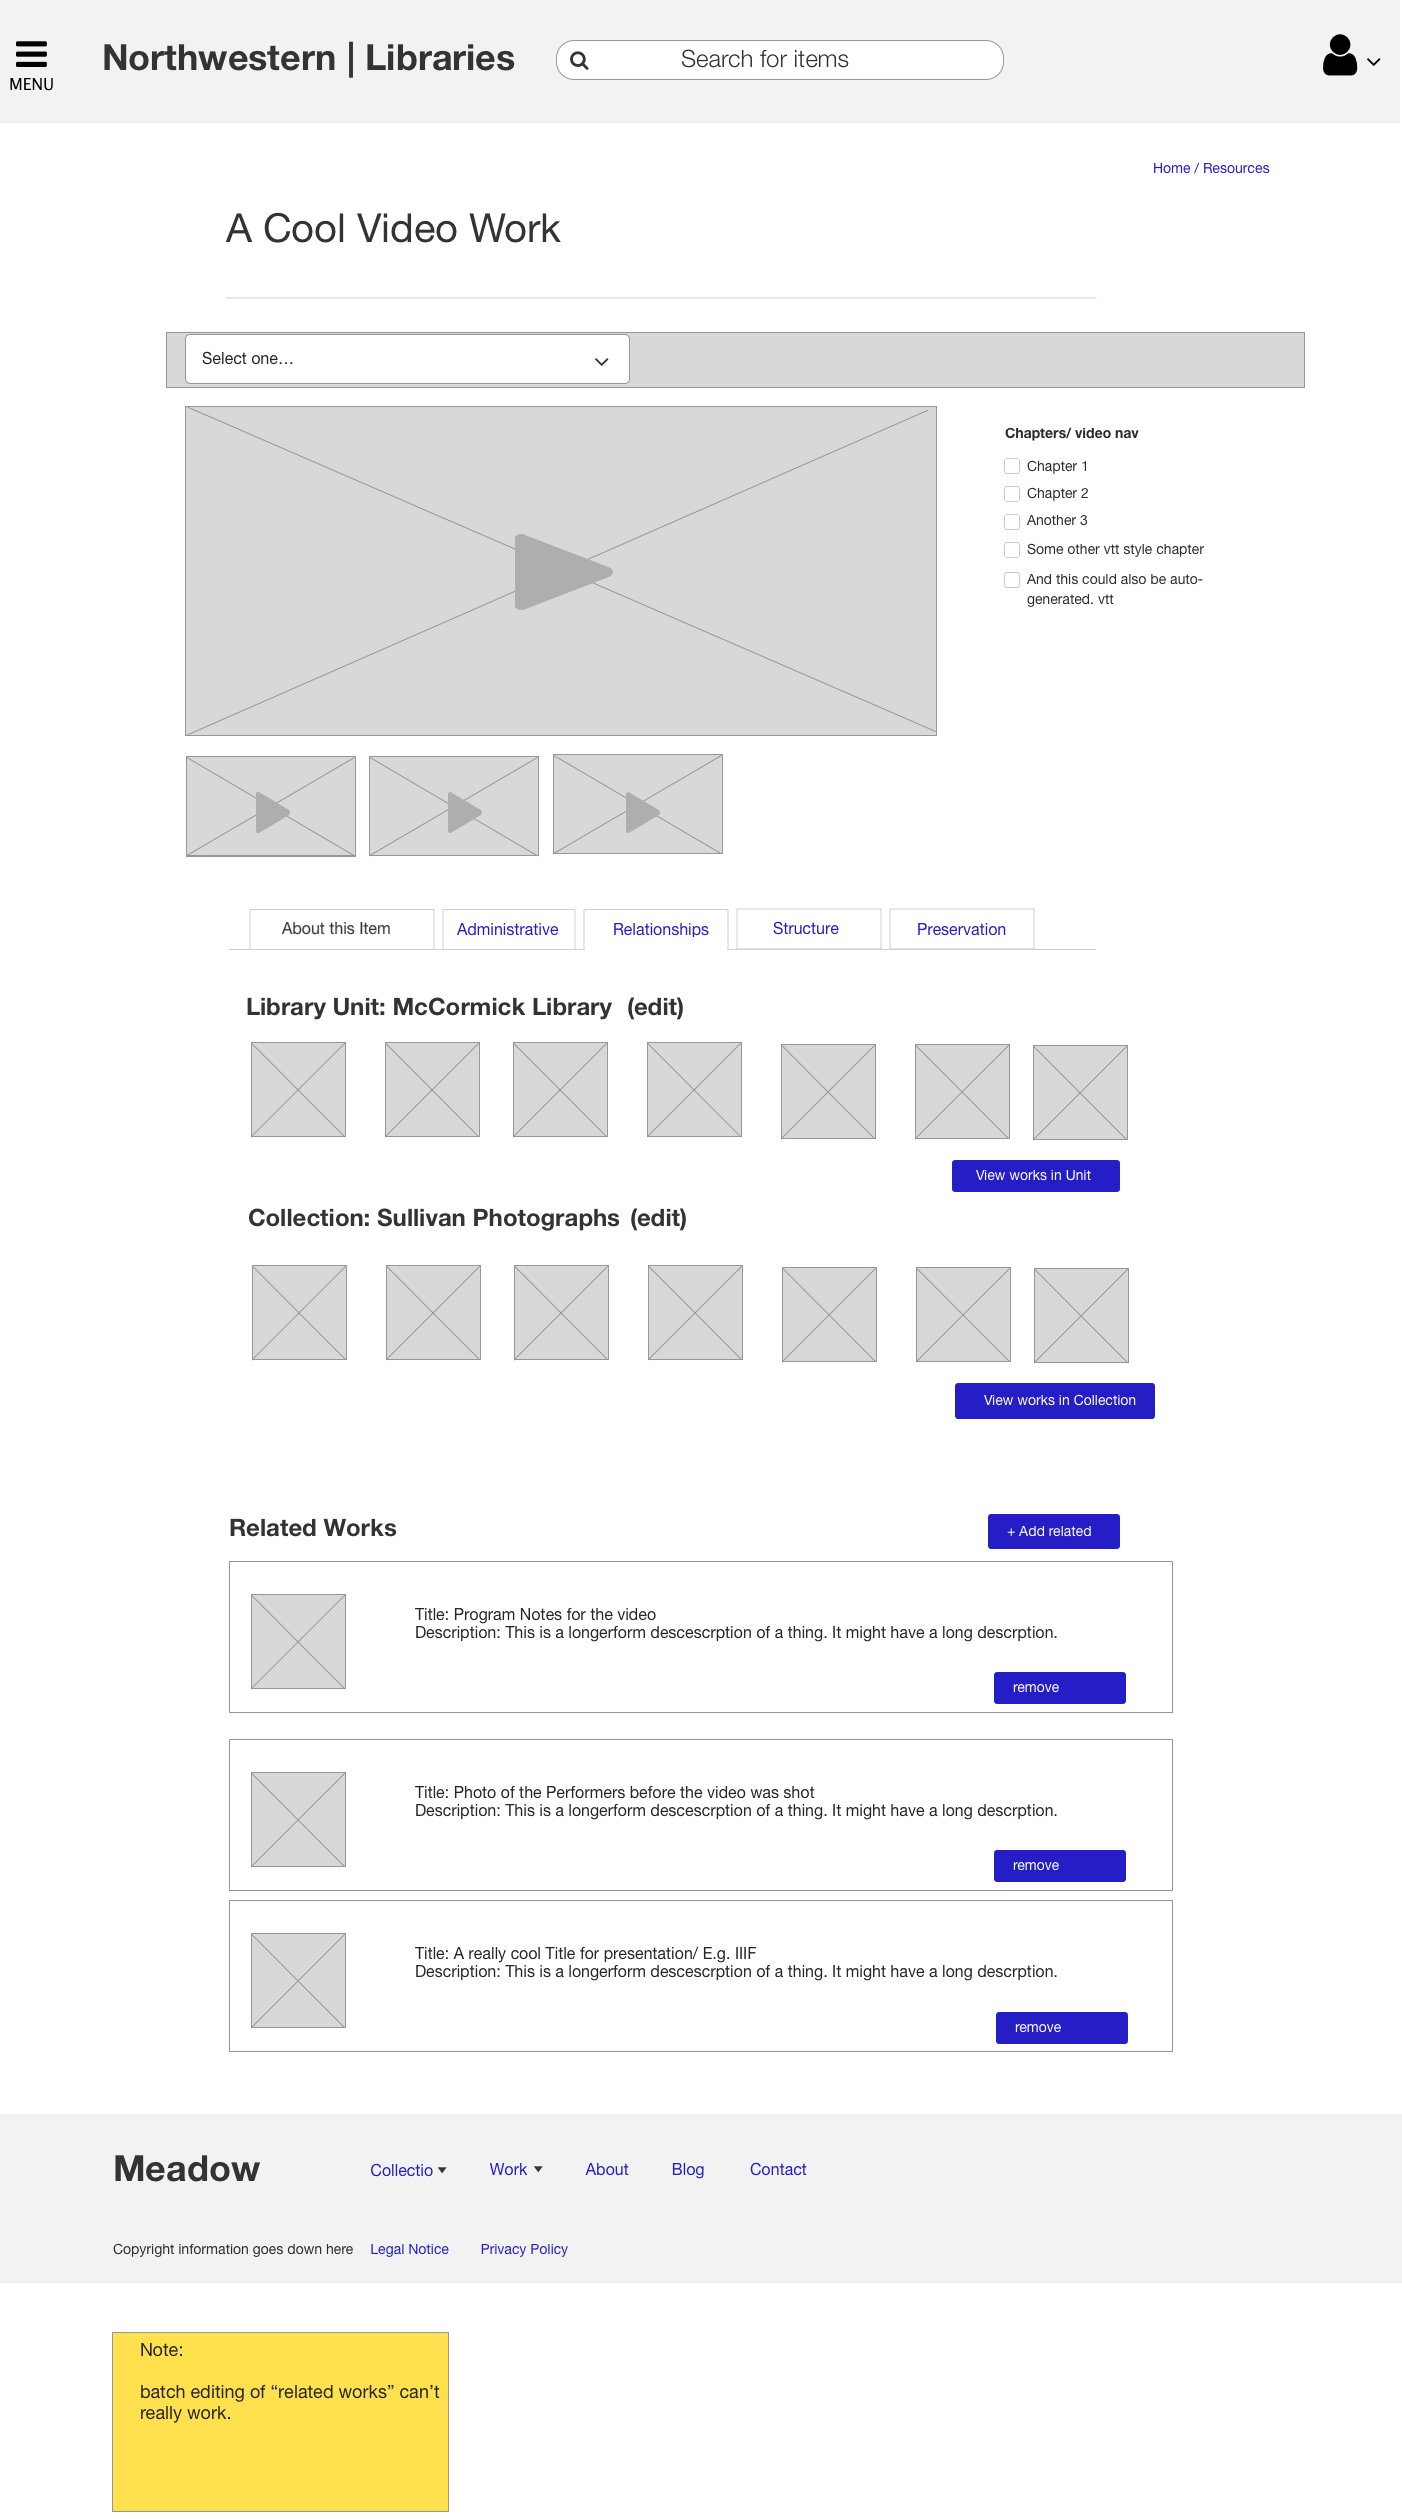 MENU
Northwestern | Libraries
Search for items
Home / Resources
A Cool Video Work
Select one…
Chapters/ video nav
Chapter 1
Chapter 2
Another 3
Some other vtt style chapter
And this could also be auto-
generated. vtt
About this Item
Administrative
Relationships
Structure
Preservation
Library Unit: McCormick Library (edit)
View works in Unit
Collection: Sullivan Photographs (edit)
View works in Collection
Related Works
+ Add related
Title: Program Notes for the video
Description: This is a longerform descescrption of a thing. It might have a long descrption.
remove
Title: Photo of the Performers before the video was shot
Description: This is a longerform descescrption of a thing. It might have a long descrption.
remove
Title: A really cool Title for presentation/ E.g. IIIF
Description: This is a longerform descescrption of a thing. It might have a long descrption.
remove
Meadow
Collectio
Work
About
Blog
Contact
Copyright information goes down here
Legal Notice
Privacy Policy
Note:
batch editing of “related works” can’t
really work.